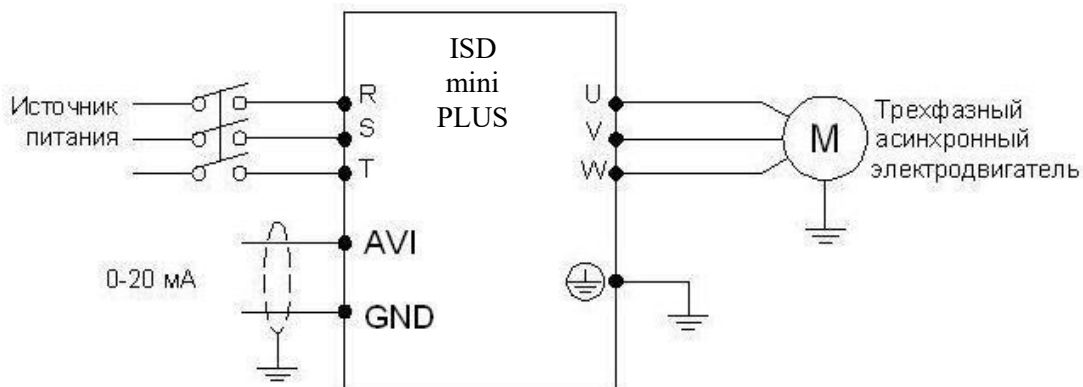 ISD
mini
PLUS
Источник
питания
R
S
T
U
V
W
M
Трехфазный
асинхронный
электродвигатель
AVI
0-20 мА
GND